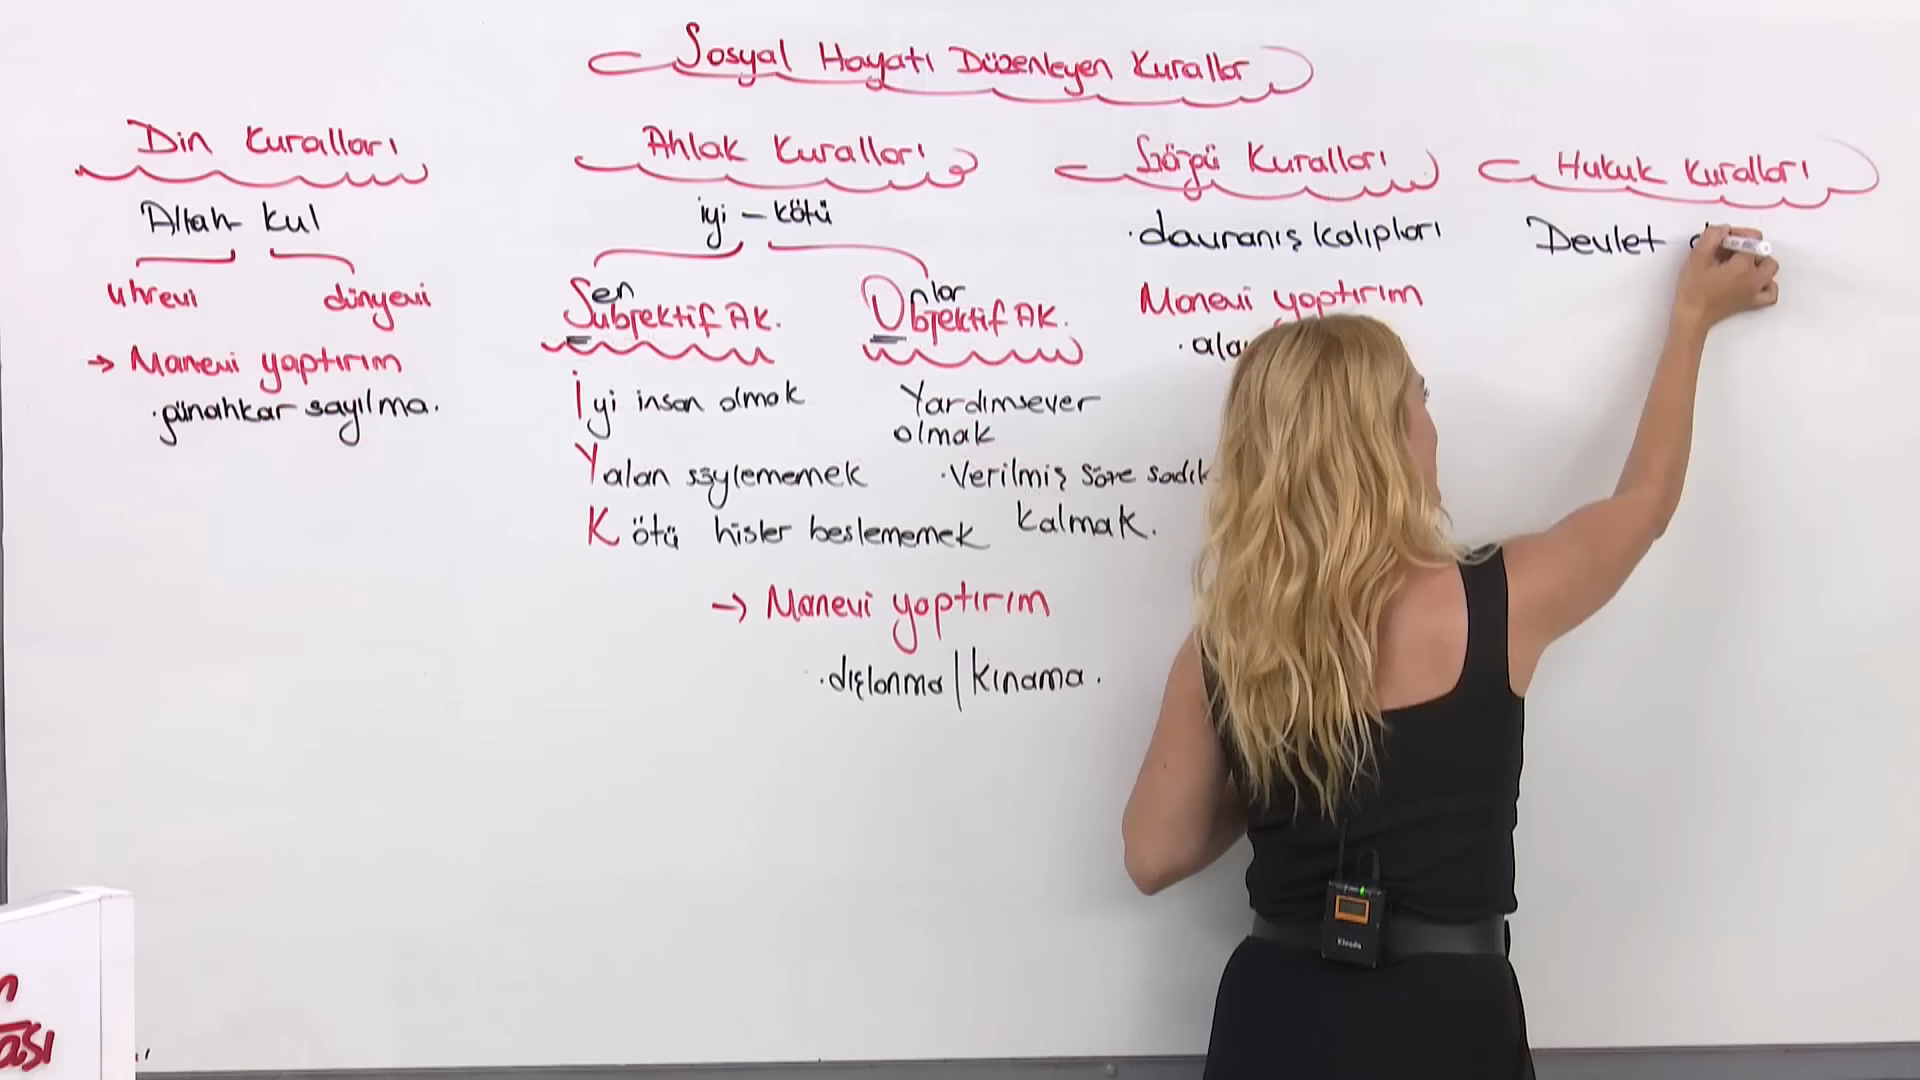 Sosyal Hayatı Düzenleyen Kurallar
Din Kuralları
Allah kul
uhrevi dünyevi
→ Manevi yaptırım
· günahkar sayılma.
Ahlak Kuralları
iyi - kötü
Sen
Subjektif AK.
İyi insan olmak
Yalan söylememek
Kötü hisler beslememek
Onlar
Objektif AK.
Yardımsever
olmak
· Verilmiş söze sadık
kalmak.
→ Manevi yaptırım
· dışlanma / kınama.
Görgü Kuralları
· davranış kalıpları
Manevi yaptırım
Hukuk Kuralları
Devlet
ası